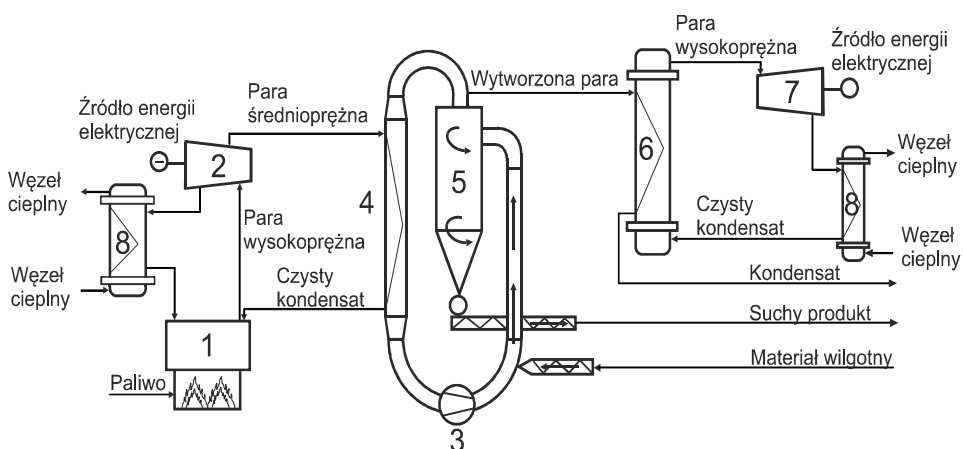 Para
wysokoprężna
Źródło energii
elektrycznej
Wytworzona para
7
Para
średnioprężna
Źródło energii
elektrycznej
2
6
Węzeł
cieplny
Węzeł
cieplny
4
5
8
8
Para
wysokoprężna
Czysty
kondensat
Węzeł
cieplny
Węzeł
cieplny
Czysty
kondensat
Kondensat
Suchy produkt
1
Materiał wilgotny
Paliwo
3